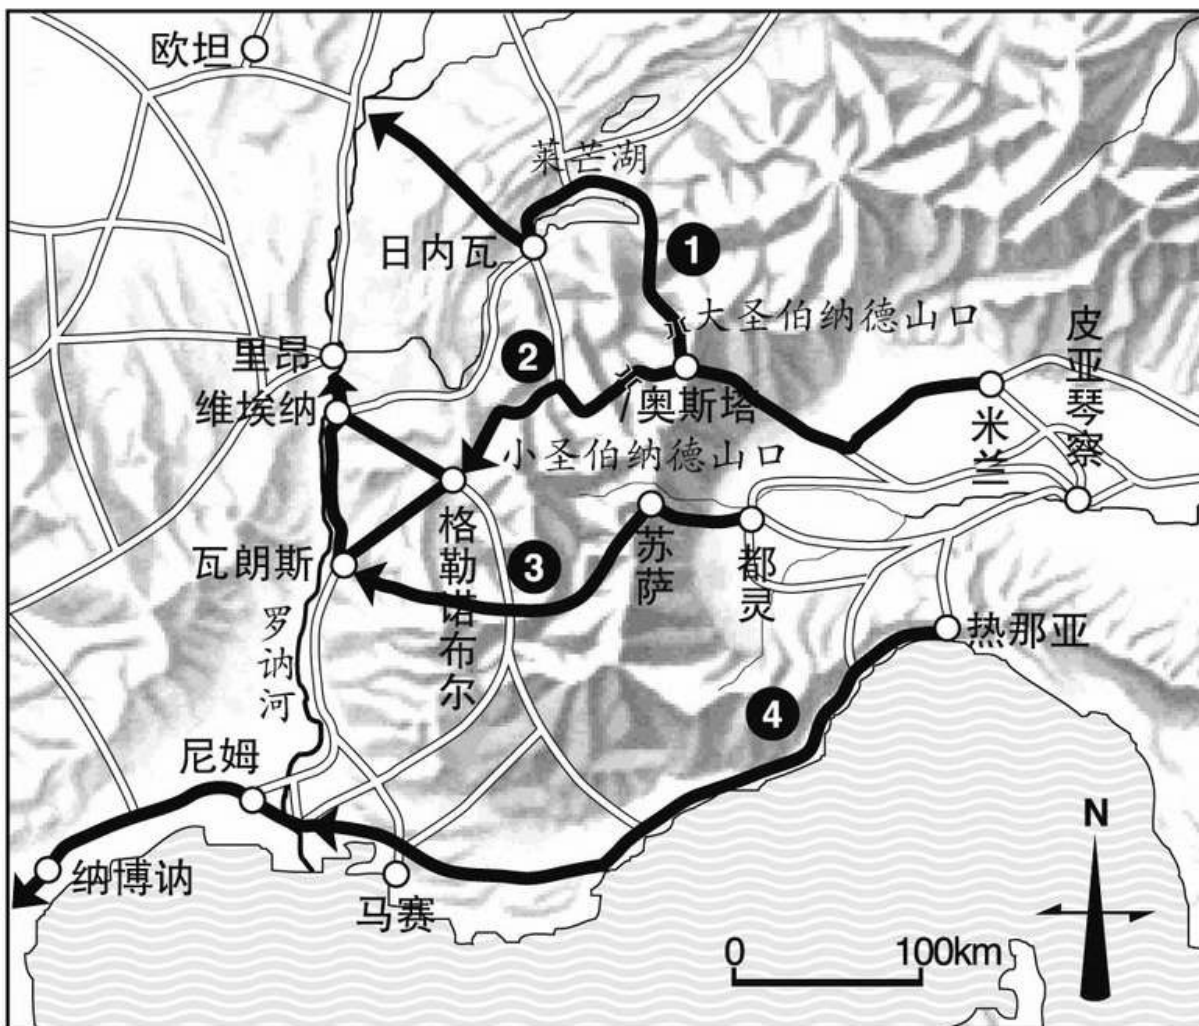 欧坦
莱芒湖
日内瓦
1
大圣伯纳德山口
皮亚琴察
里昂
2
维埃纳
奥斯塔
米兰
小圣伯纳德山口
格勒诺布尔
苏萨
都灵
瓦朗斯
3
罗讷河
热那亚
4
尼姆
N
纳博讷
马赛
0
100km